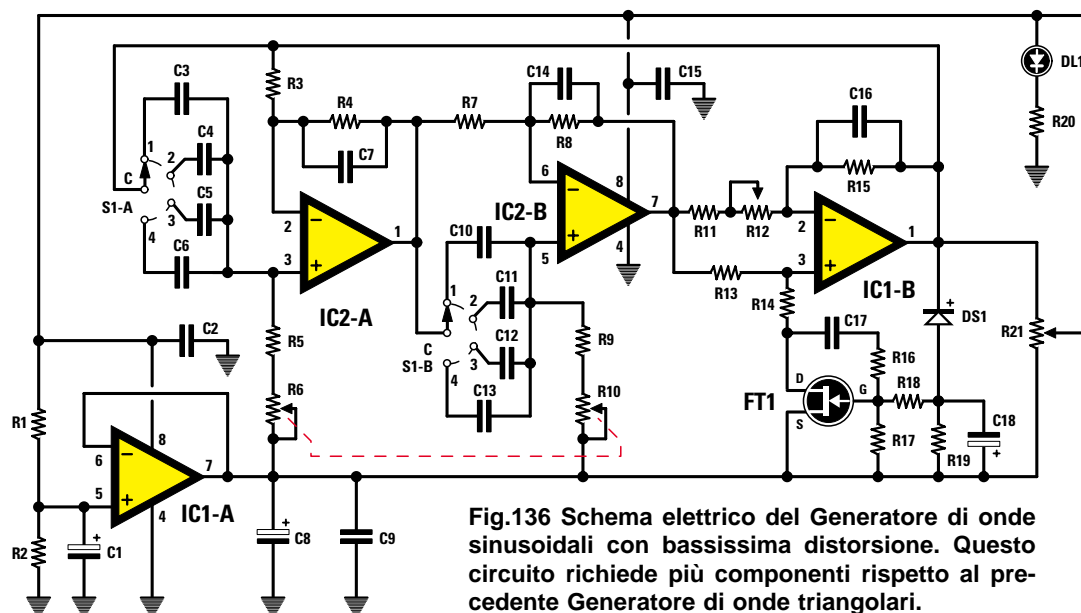 C3
C14
C15
DL1
R3
R4
R7
R8
C16
R20
C4
C7
1
2
C
C5
3
S1-A
4
C6
6
8
IC2-B
7
R15
2
1
C10
5
4
R11
R12
2
1
3
IC2-A
C11
R13
3
IC1-B
R14
1
2
C
C12
S1-B
3
4
C13
R5
R9
C17
DS1
R21
C2
R16
R1
R6
R10
D
G
R18
FT1
S
R17
R19
C18
8
6
7
5
IC1-A
4
R2
C1
C8
C9
+
+
+
+
Fig.136 Schema elettrico del Generatore di onde
sinusoidali con bassissima distorsione. Questo
circuito richiede più componenti rispetto al pre-
cedente Generatore di onde triangolari.